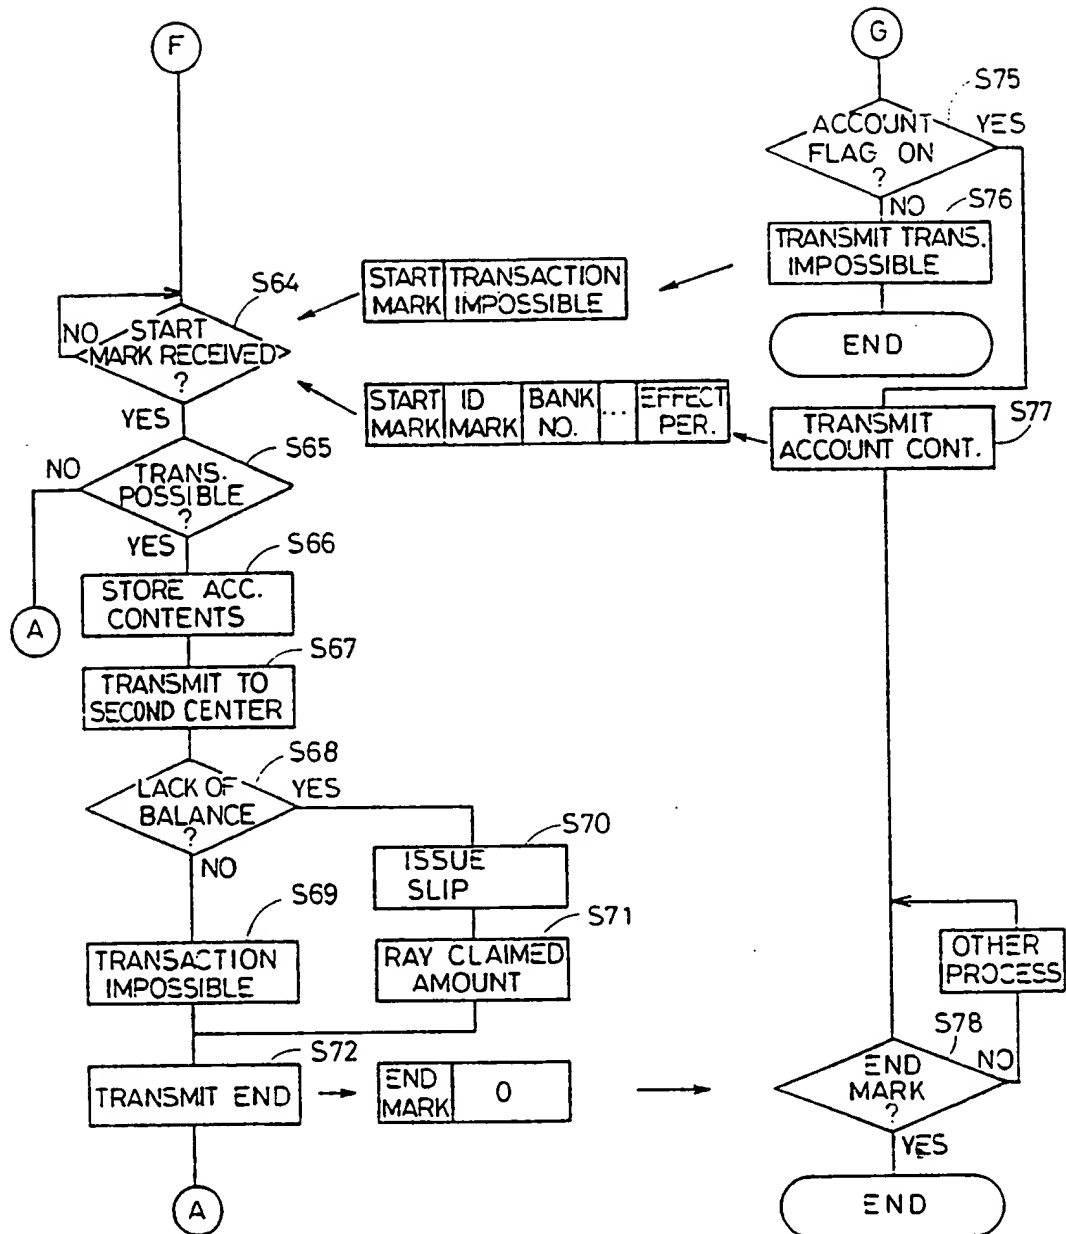 F
S64
NO
START
MARK RECEIVED
?
YES
S65
NO
TRANS.
POSSIBLE
?
YES
A
S66
STORE ACC.
CONTENTS
S67
TRANSMIT TO
SECOND CENTER
S68
LACK OF
BALANCE
?
YES
NO
S69
TRANSACTION
IMPOSSIBLE
S70
ISSUE
SLIP
S71
RAY CLAIMED
AMOUNT
S72
TRANSMIT END
END
MARK
0
A
START
MARK
TRANSACTION
IMPOSSIBLE
START
MARK
ID
MARK
BANK
NO.
...
EFFECT
PER.
G
S75
ACCOUNT
FLAG ON
?
YES
NO
S76
TRANSMIT TRANS.
IMPOSSIBLE
END
S77
TRANSMIT
ACCOUNT CONT.
OTHER
PROCESS
S78
END
MARK
?
NO
YES
END